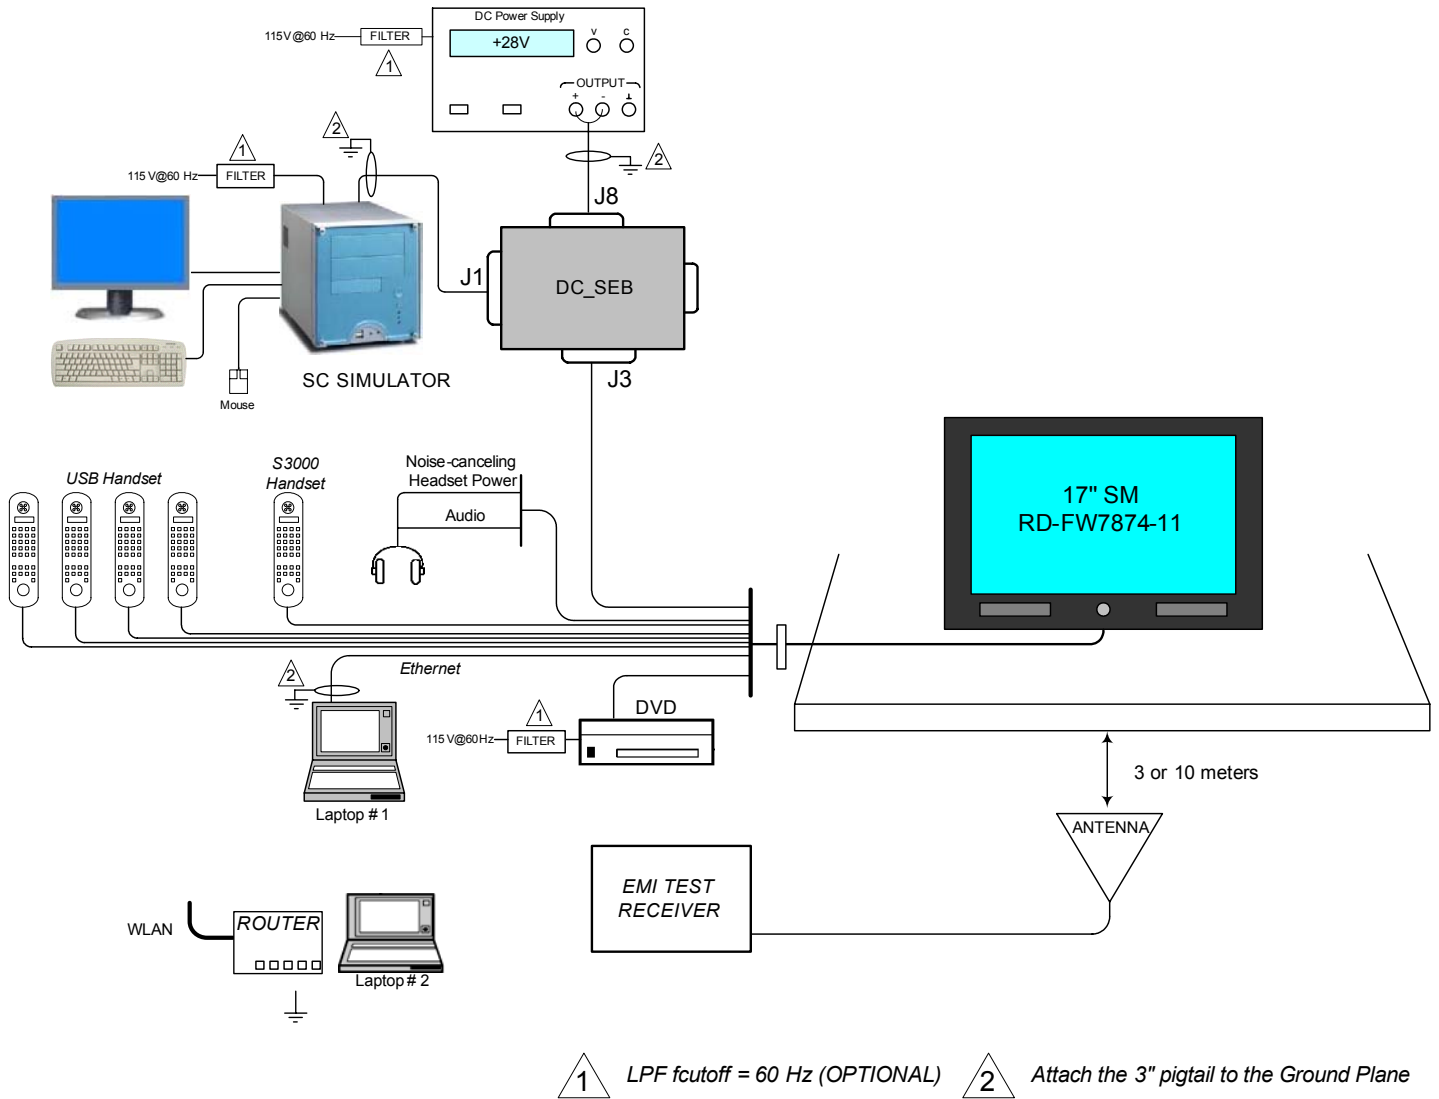 DC Power Supply
115V@60 Hz
FILTER
+28V
V
C
1
OUTPUT
+
-
2
2
1
115 V@60 Hz
FILTER
J8
J1
DC_SEB
SC SIMULATOR
J3
Mouse
USB Handset
S3000
Handset
Noise-canceling
Headset Power
Audio
17" SM
RD-FW7874-11
Ethernet
2
DVD
1
115 V@60Hz
FILTER
Laptop # 1
3 or 10 meters
ANTENNA
EMI TEST
RECEIVER
WLAN
ROUTER
Laptop # 2
1
LPF fcutoff = 60 Hz (OPTIONAL)
2
Attach the 3" pigtail to the Ground Plane